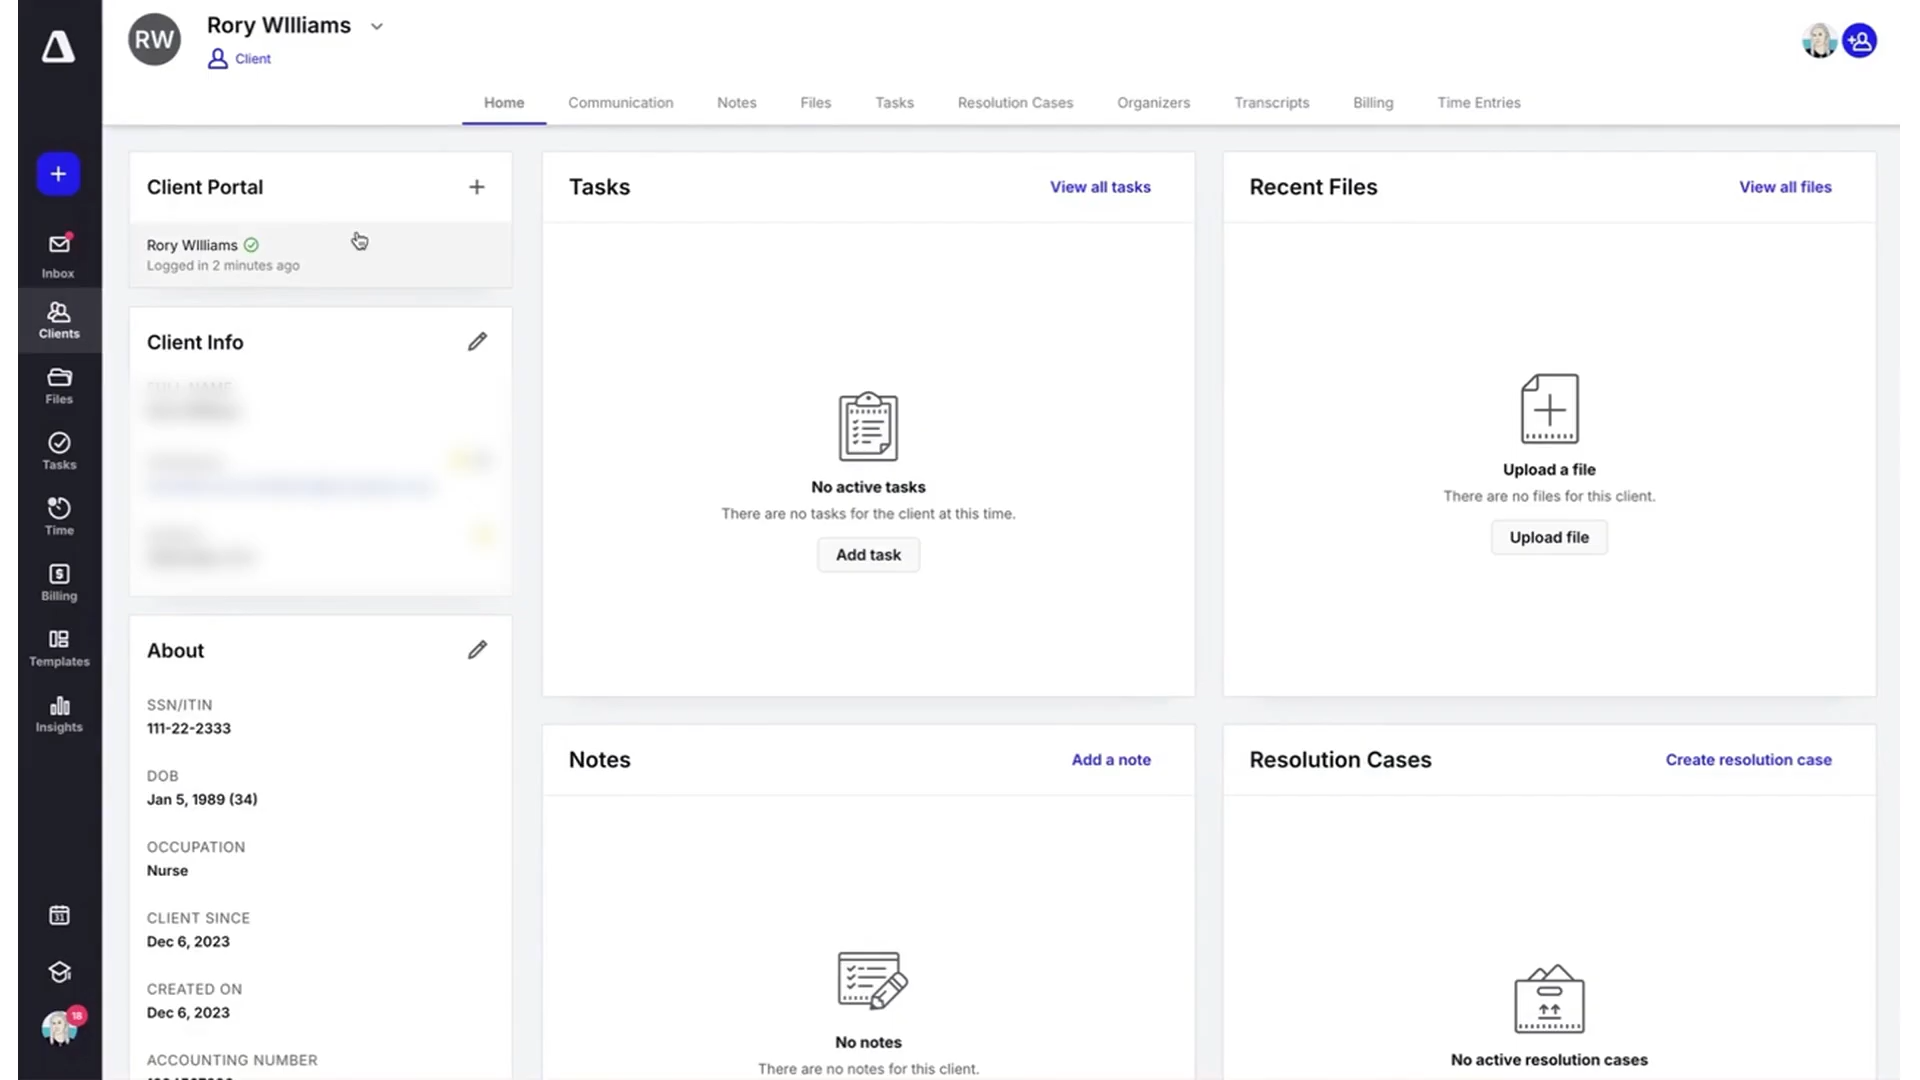 RW
Rory WIlliams
Client
Home
Communication
Notes
Files
Tasks
Resolution Cases
Organizers
Transcripts
Billing
Time Entries
Inbox
Clients
Files
Tasks
Time
Billing
Templates
Insights
31
18
Client Portal
Rory WIlliams
Logged in 2 minutes ago
Client Info
About
SSN/ITIN
111-22-2333
DOB
Jan 5, 1989 (34)
OCCUPATION
Nurse
CLIENT SINCE
Dec 6, 2023
CREATED ON
Dec 6, 2023
ACCOUNTING NUMBER
Tasks
View all tasks
No active tasks
There are no tasks for the client at this time.
Add task
Recent Files
View all files
Upload a file
There are no files for this client.
Upload file
Notes
Add a note
No notes
There are no notes for this client.
Resolution Cases
Create resolution case
No active resolution cases